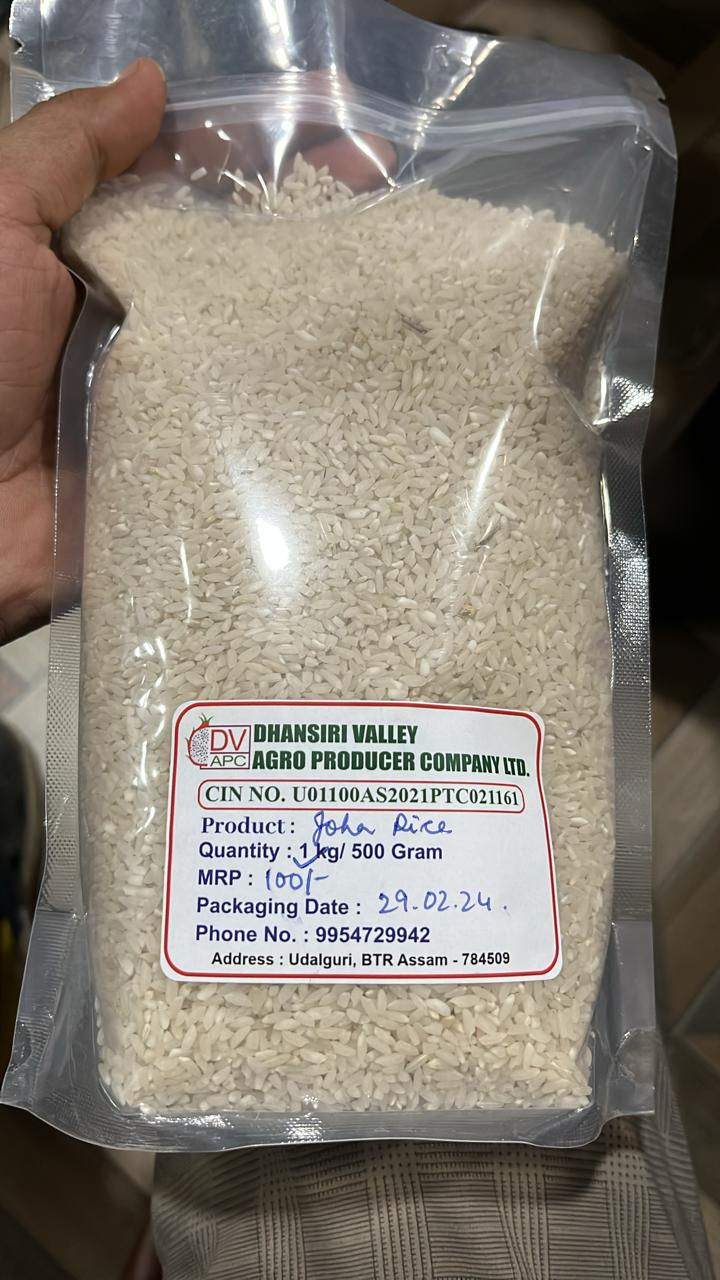 DV
APC
DHANSIRI VALLEY
AGRO PRODUCER COMPANY LTD.
CIN NO. U01100AS2021PTC021161
Product : Joha Rice
Quantity : 1 kg/ 500 Gram
MRP : 100/-
Packaging Date : 29.02.24.
Phone No. : 9954729942
Address : Udalguri, BTR Assam - 784509